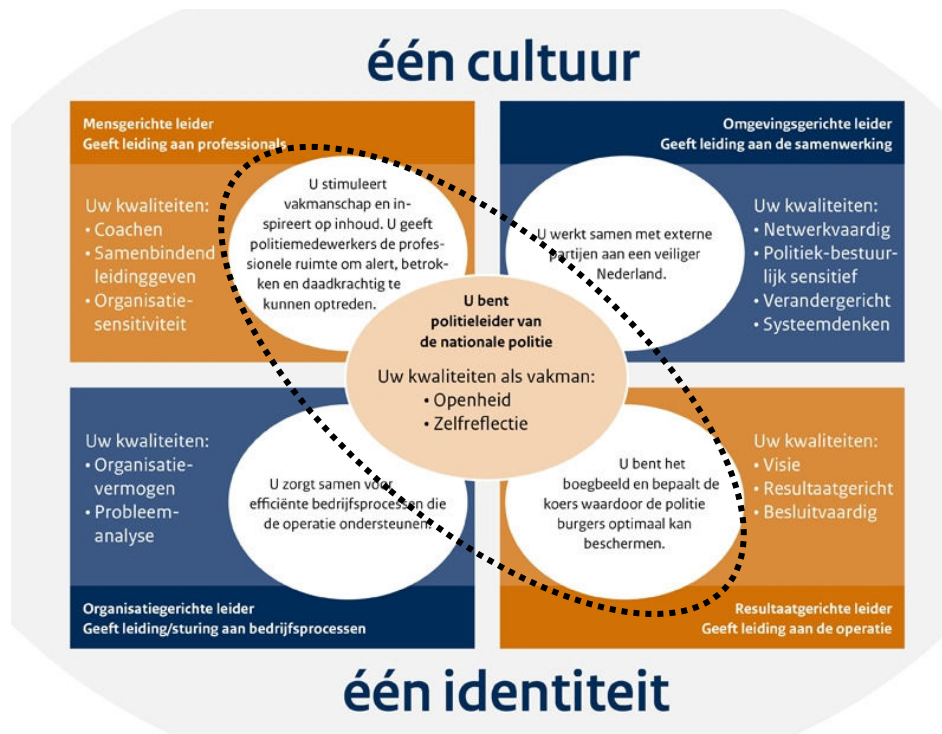 één cultuur
Mensgerichte leider
Geeft leiding aan professionals
Uw kwaliteiten:
• Coachen
• Samenbindend
leidinggeven
• Organisatie-
sensitiviteit
U stimuleert
vakmanschap en in-
spireert op inhoud. U geeft
politiemedewerkers de profes-
sionele ruimte om alert, betrok-
ken en daadkrachtig te
kunnen optreden.
Omgevingsgerichte leider
Geeft leiding aan de samenwerking
U werkt samen met externe
partijen aan een veiliger
Nederland.
Uw kwaliteiten:
• Netwerkvaardig
• Politiek-bestuur-
lijk sensitief
• Verandergericht
• Systeemdenken
U bent
politieleider van
de nationale politie
Uw kwaliteiten als vakman:
• Openheid
• Zelfreflectie
Uw kwaliteiten:
• Organisatie-
vermogen
• Probleem-
analyse
U zorgt samen voor
efficiënte bedrijfsprocessen die
de operatie ondersteunen.
Organisatiegerichte leider
Geeft leiding/sturing aan bedrijfsprocessen
U bent het
boegbeeld en bepaalt de
koers waardoor de politie
burgers optimaal kan
beschermen.
Uw kwaliteiten:
• Visie
• Resultaatgericht
• Besluitvaardig
Resultaatgerichte leider
Geeft leiding aan de operatie
één identiteit